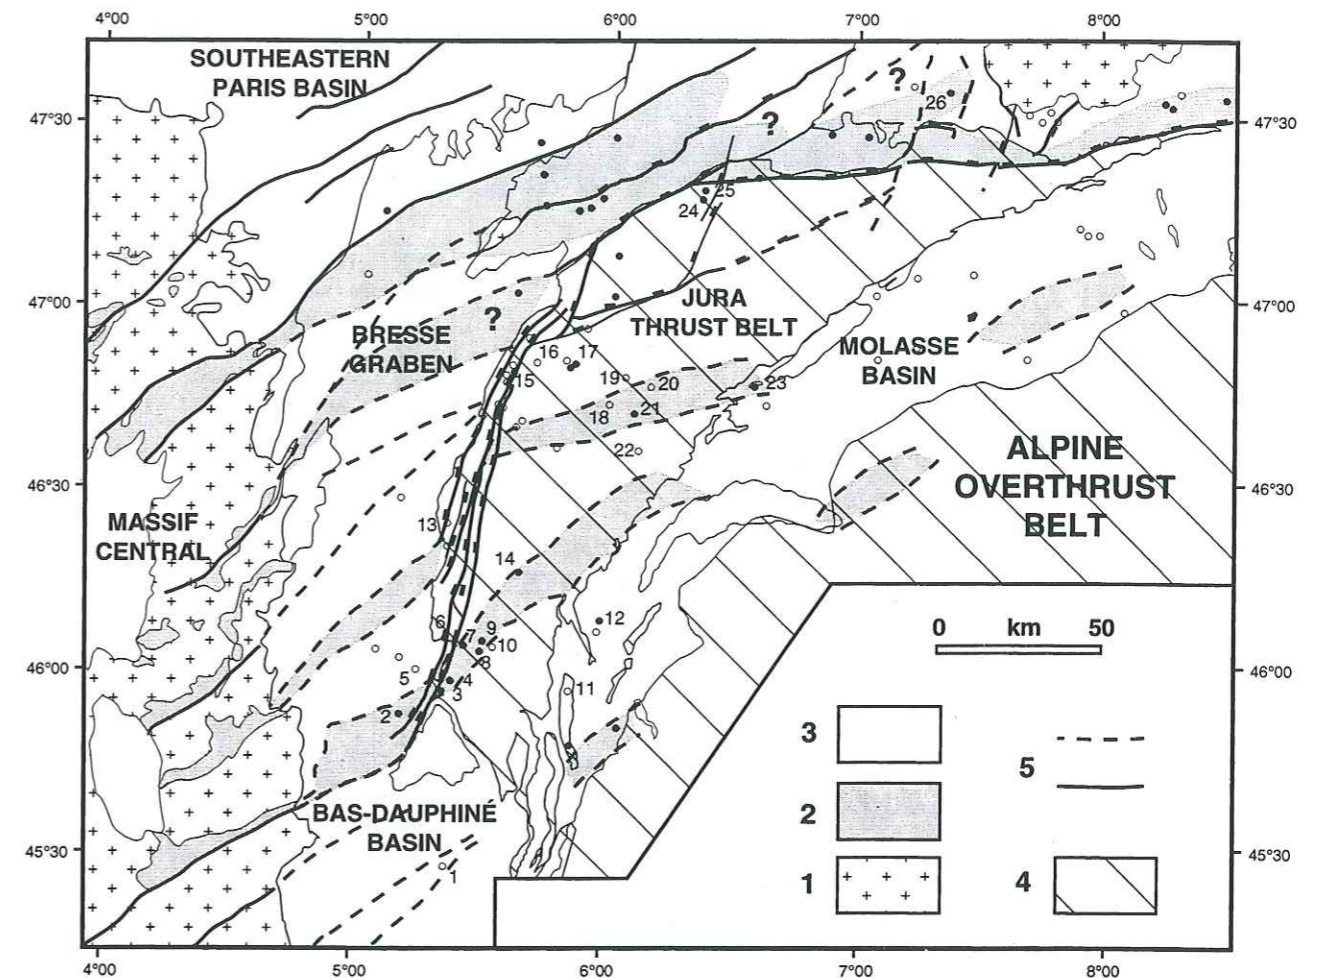 4°00 5°00 6°00 7°00 8°00
SOUTHEASTERN
PARIS BASIN
?
26
47°30
?
47°30
25
24
47°00
JURA
THRUST BELT
47°00
?
BRESSE
GRABEN
MOLASSE
BASIN
16 17
15
19 20
23
21
18
22
ALPINE
OVERTHRUST
BELT
46°30
46°30
MASSIF
CENTRAL
13
14
0 km 50
12
6
7
9
10
8
46°00
46°00
5
4
3
11
2
3
5
2
BAS-DAUPHINÉ
BASIN
45°30
45°30
1
1
4
4°00 5°00 6°00 7°00 8°00